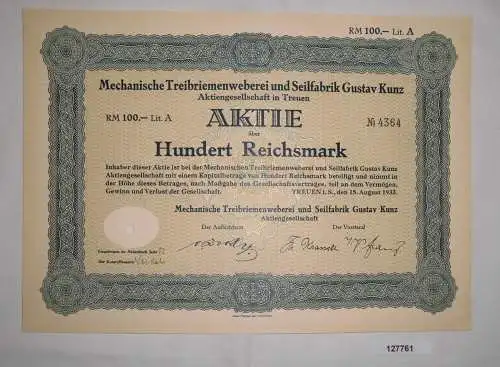 RM 100.— Lit. A
Mechanische Treibriemenweberei und Seilfabrik Gustav Kunz
Aktiengesellschaft in Treuen
RM 100.— Lit. A
AKTIE
№ 4364
über
Hundert Reichsmark
Inhaber dieser Aktie ist bei der Mechanischen Treibriemenweberei und Seilfabrik Gustav Kunz
Aktiengesellschaft mit einem Kapitalbetrage von Hundert Reichsmark beteiligt und nimmt in
der Höhe dieses Betrages, nach Maßgabe des Gesellschaftsvertrages, teil an dem Vermögen,
Gewinn und Verlust der Gesellschaft.
TREUEN i. S., den 15. August 1932.
Mechanische Treibriemenweberei und Seilfabrik Gustav Kunz
Aktiengesellschaft
Der Aufsichtsrat
Der Vorstand
127761